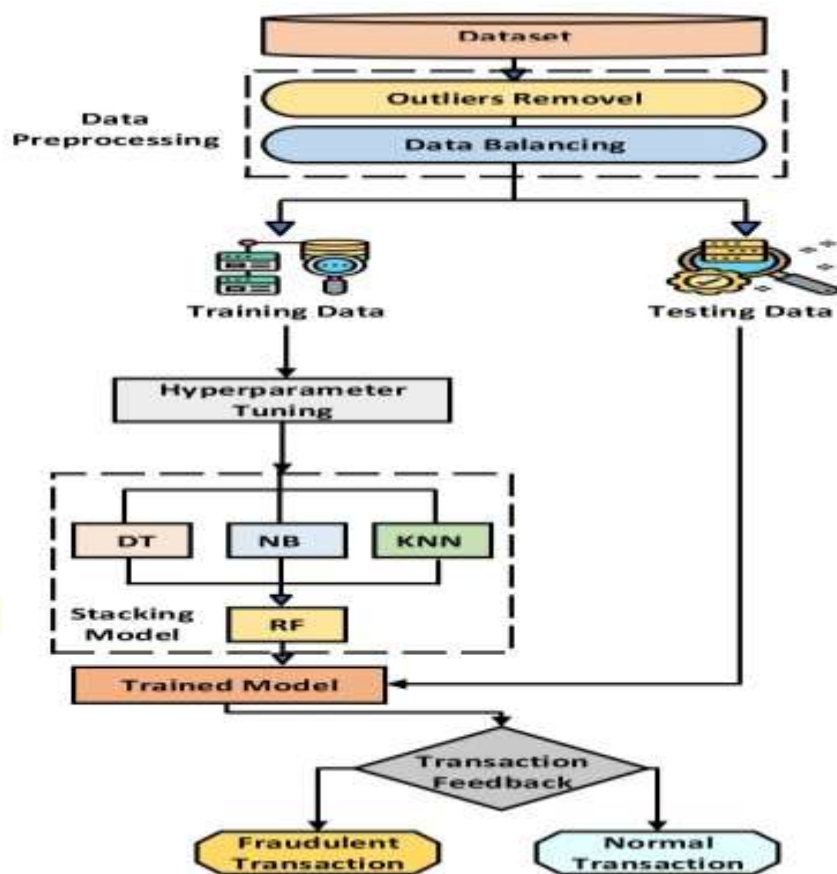 Dataset
Outliers Removel
Data
Preprocessing
Data Balancing
Training Data
Testing Data
Hyperparameter
Tuning
DT
NB
KNN
Stacking
Model
RF
Trained Model
Transaction
Feedback
Fraudulent
Transaction
Normal
Transaction